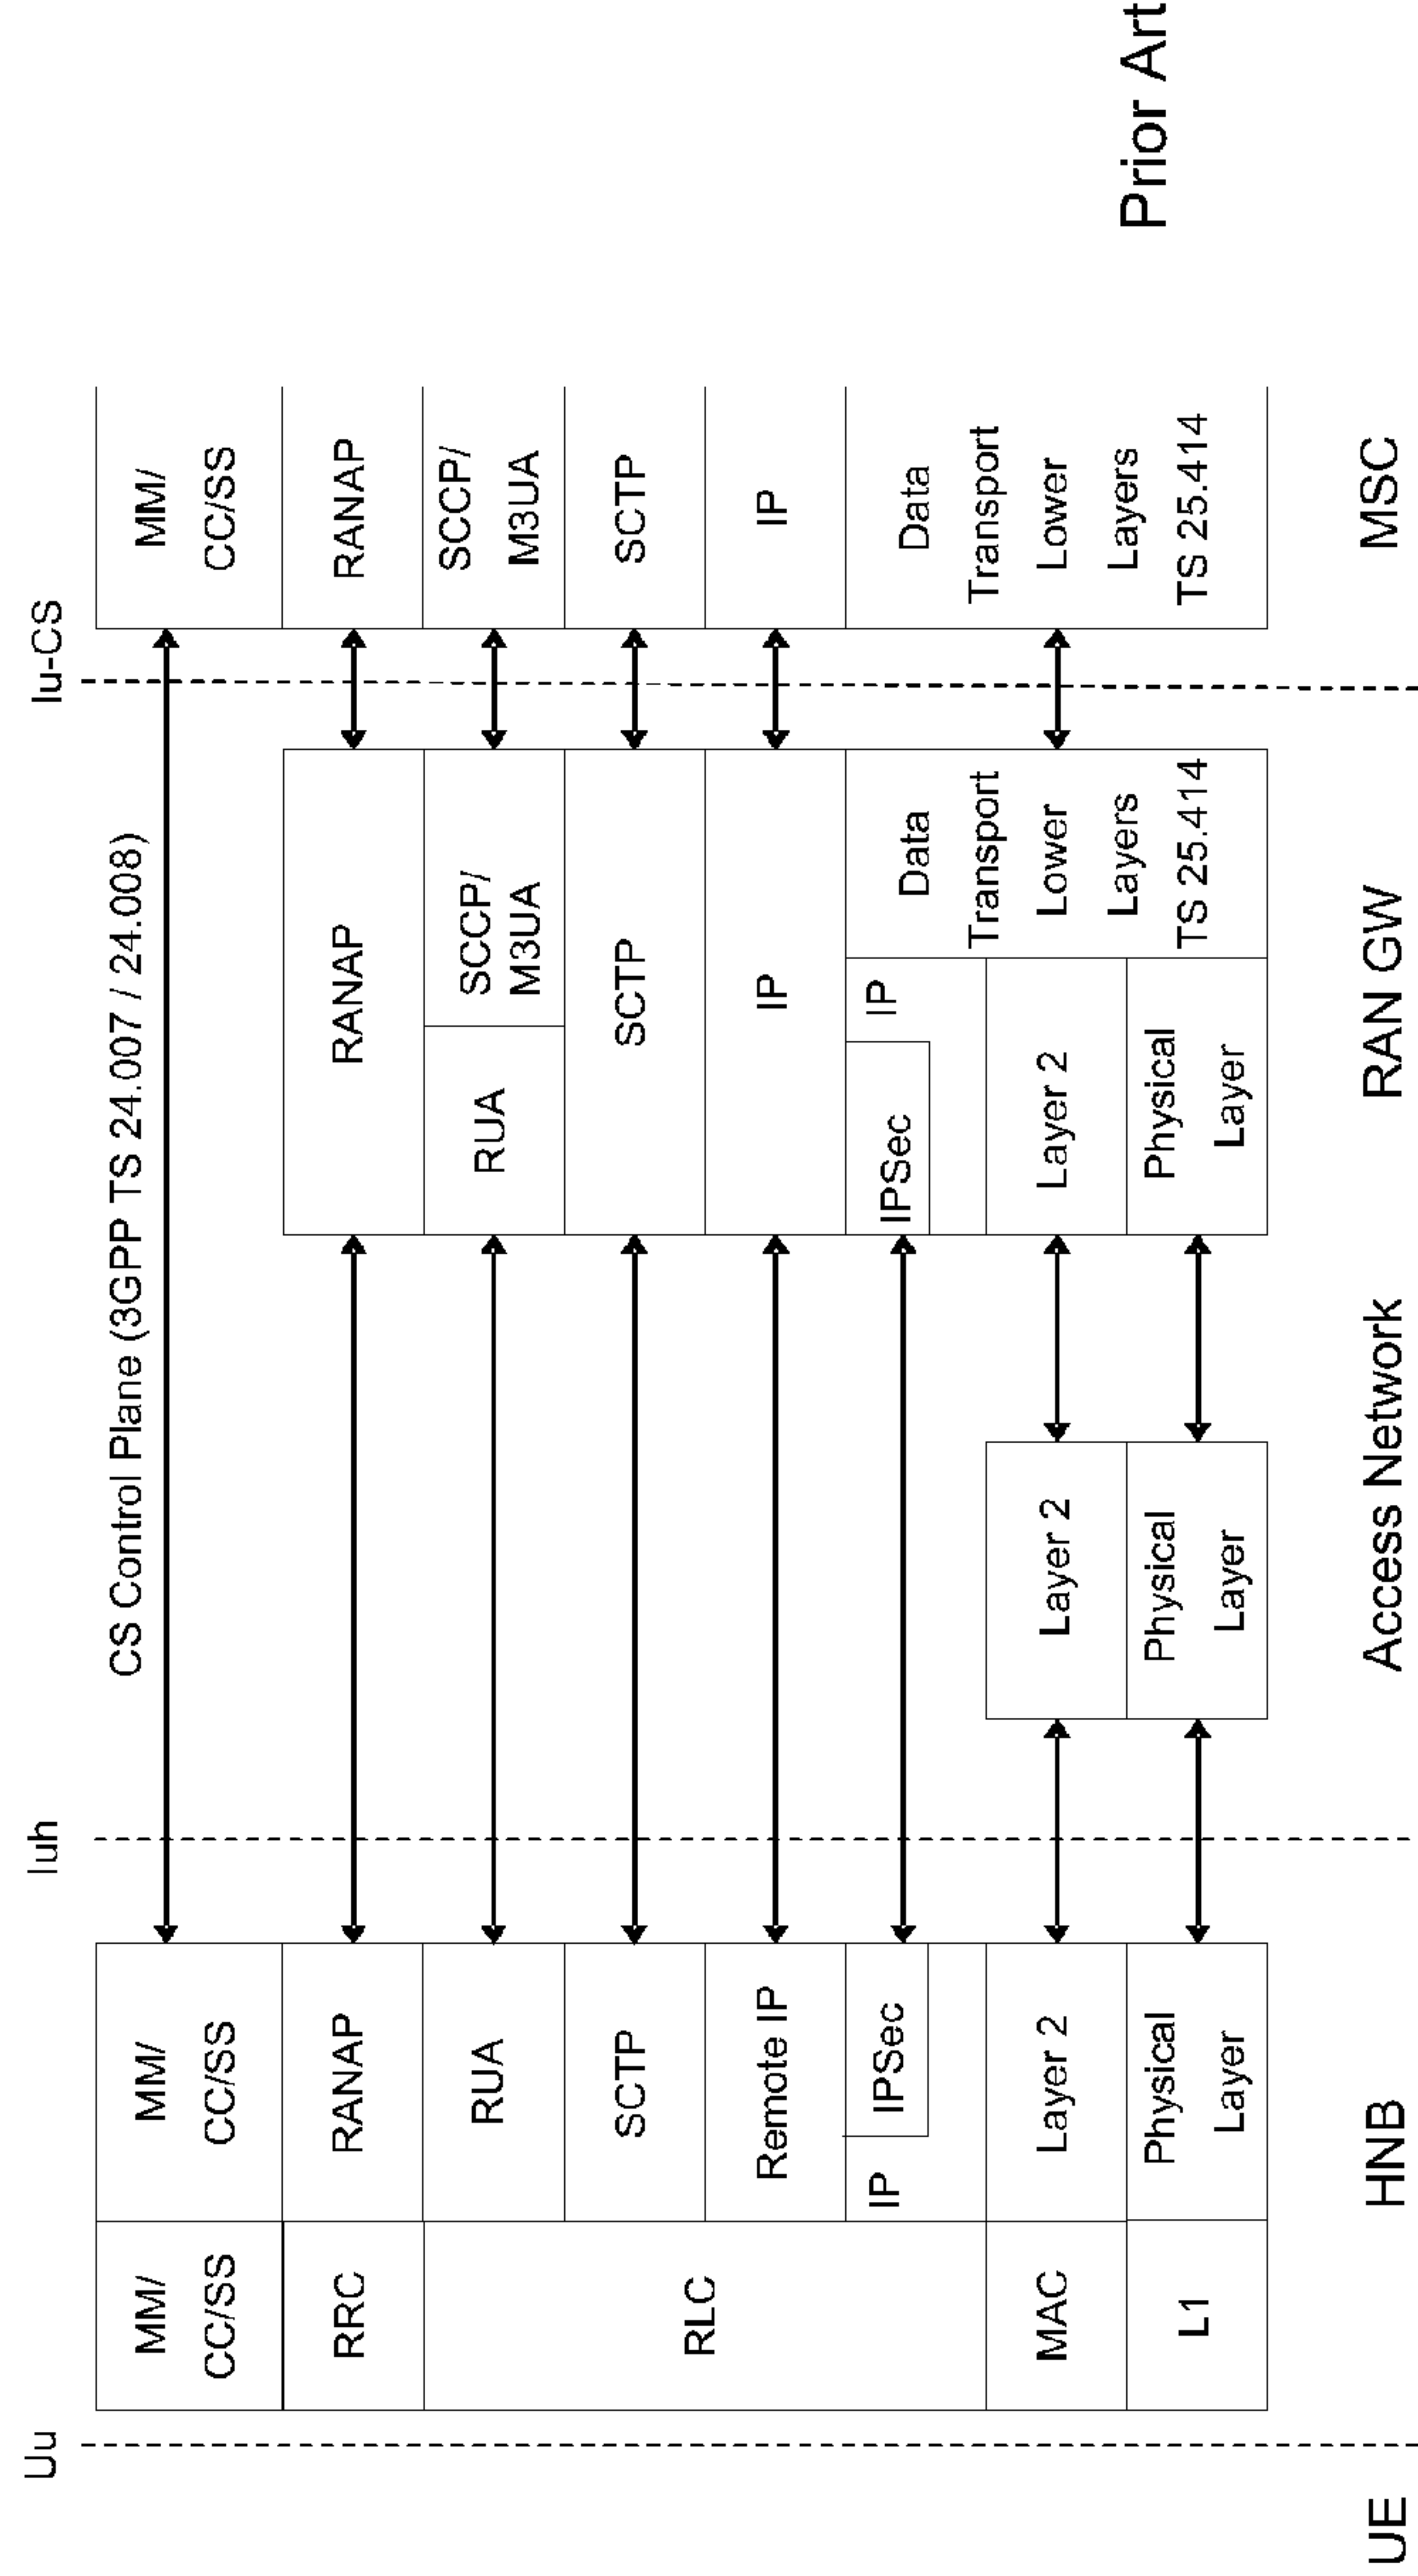 Uu
Iuh
Iu-CS
CS Control Plane (3GPP TS 24.007 / 24.008)
MM/
CC/SS
RRC
RLC
MAC
L1
MM/
CC/SS
RANAP
RUA
SCTP
Remote IP
IP
IPSec
Layer 2
Physical
Layer
Layer 2
Physical
Layer
RANAP
RUA
SCCP/
M3UA
SCTP
IP
IPSec
IP
Layer 2
Physical
Layer
Data
Transport
Lower
Layers
TS 25.414
MM/
CC/SS
RANAP
SCCP/
M3UA
SCTP
IP
Data
Transport
Lower
Layers
TS 25.414
UE
HNB
Access Network
RAN GW
MSC
Prior Art